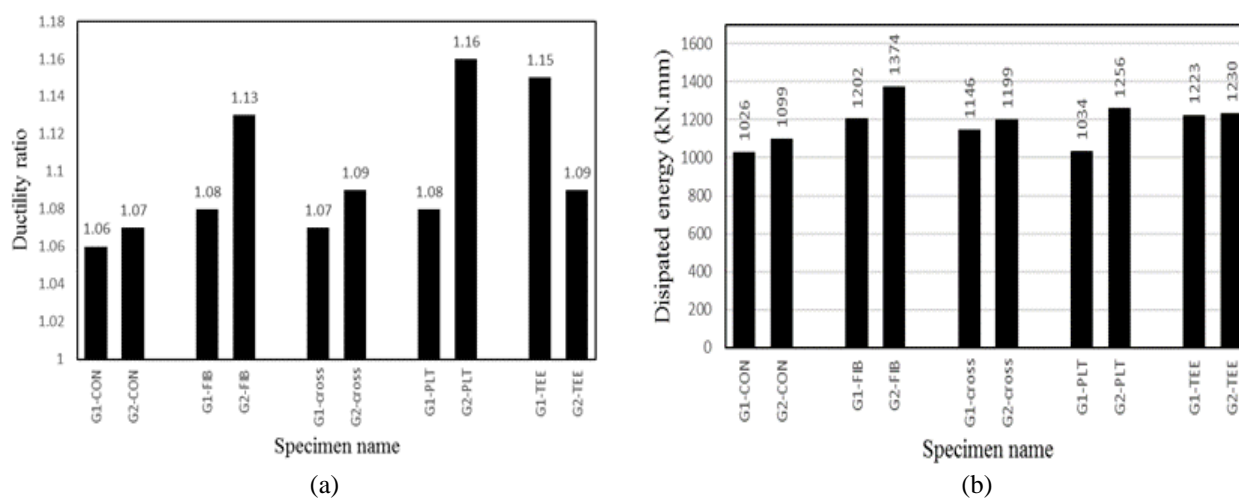 1.18
1.16
1.14
1.12
1.1
1.08
1.06
1.04
1.02
1
Ductility ratio
1.06
1.07
1.08
1.13
1.07
1.09
1.08
1.16
1.15
1.09
G1-CON
G2-CON
G1-FIB
G2-FIB
G1-cross
G2-cross
G1-PLT
G2-PLT
G1-TEE
G2-TEE
Specimen name
(a)
1600
1400
1200
1000
800
600
400
200
0
Disipated energy (kN.mm)
1026
1099
1202
1374
1146
1199
1034
1256
1223
1230
G1-CON
G2-CON
G1-FIB
G2-FIB
G1-cross
G2-cross
G1-PLT
G2-PLT
G1-TEE
G2-TEE
Specimen name
(b)